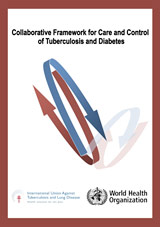 Collaborative Framework for Care and Control
of Tuberculosis and Diabetes
International Union Against
Tuberculosis and Lung Disease
World Health
Organization